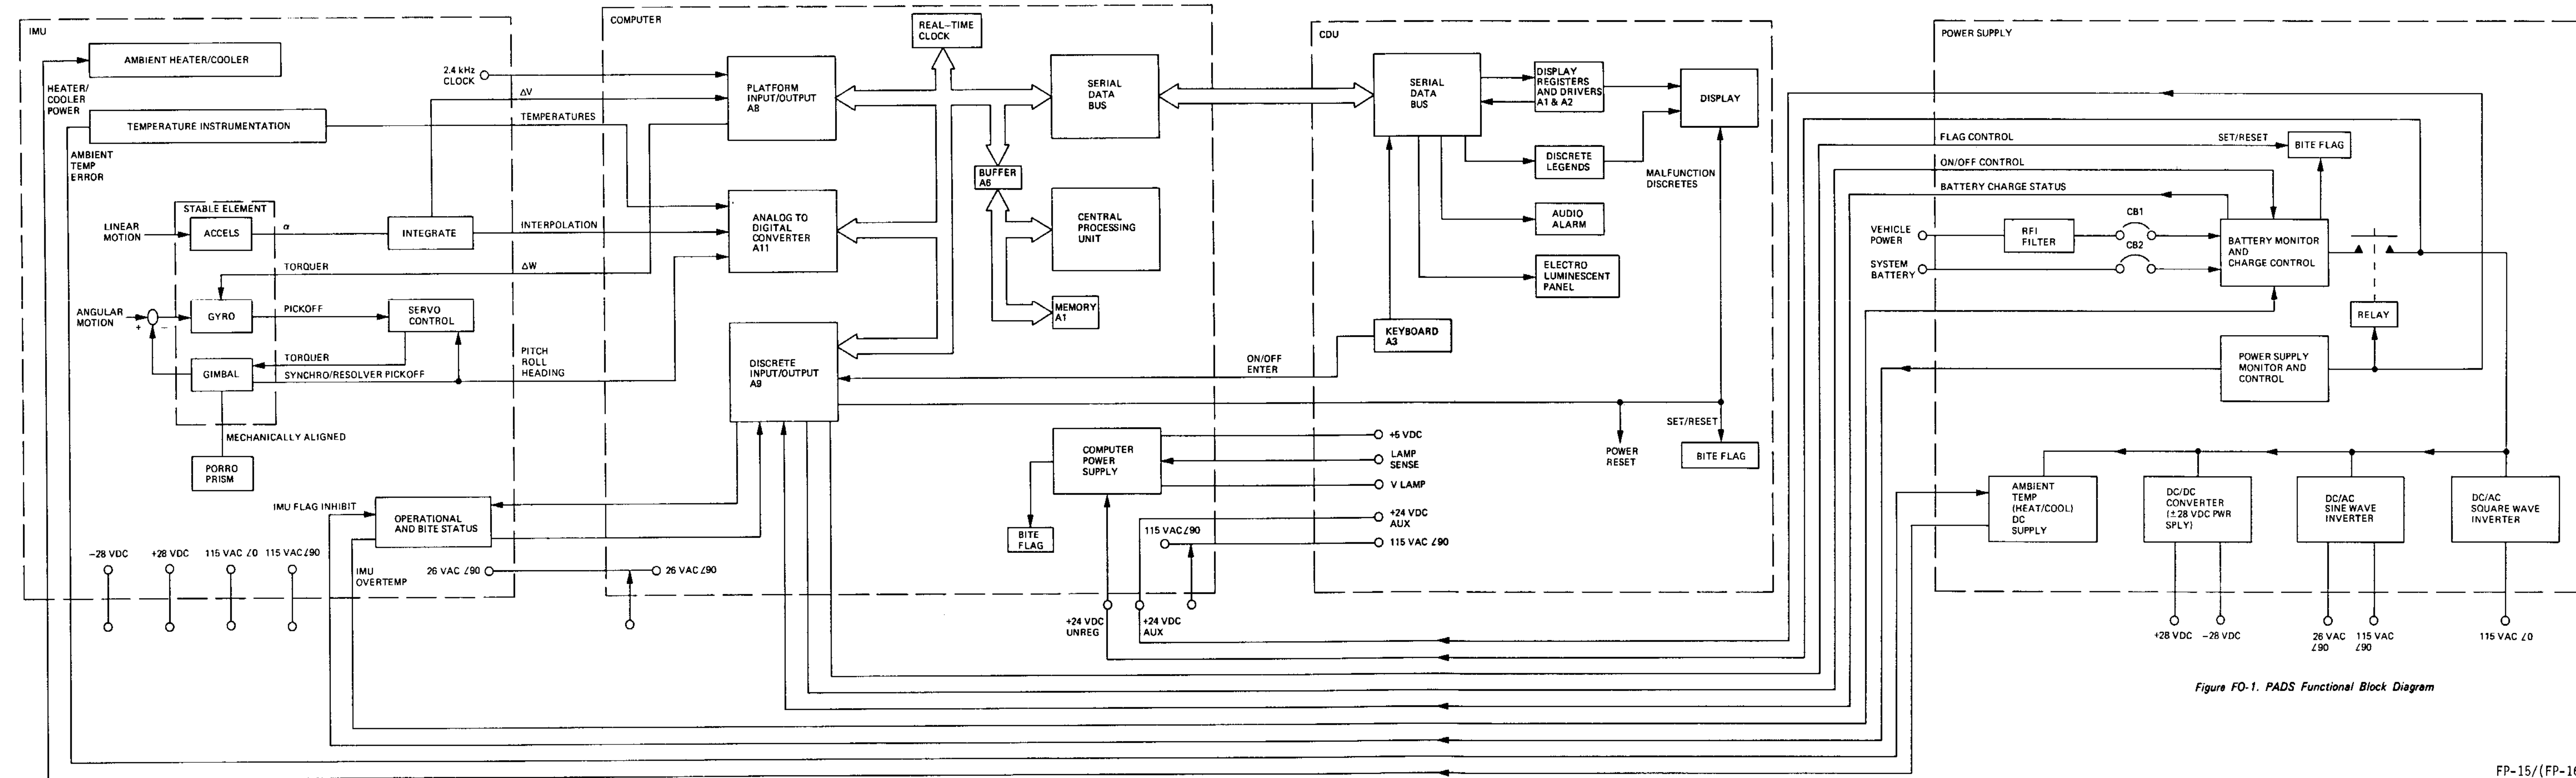 IMU
AMBIENT HEATER/COOLER
HEATER/
COOLER
POWER
TEMPERATURE INSTRUMENTATION
AMBIENT
TEMP
ERROR
STABLE ELEMENT
LINEAR
MOTION
ACCELS
α
INTEGRATE
TORQUER
ANGULAR
MOTION
+
−
GYRO
PICKOFF
SERVO
CONTROL
TORQUER
GIMBAL
SYNCHRO/RESOLVER PICKOFF
MECHANICALLY ALIGNED
PORRO
PRISM
IMU FLAG INHIBIT
OPERATIONAL
AND BITE STATUS
IMU
OVERTEMP
−28 VDC
+28 VDC
115 VAC ∠0
115 VAC ∠90
26 VAC ∠90
26 VAC ∠90
COMPUTER
2.4 kHz
CLOCK
ΔV
TEMPERATURES
INTERPOLATION
ΔW
PITCH
ROLL
HEADING
REAL-TIME
CLOCK
PLATFORM
INPUT/OUTPUT
A8
SERIAL
DATA
BUS
BUFFER
A6
ANALOG TO
DIGITAL
CONVERTER
A11
CENTRAL
PROCESSING
UNIT
MEMORY
A1
DISCRETE
INPUT/OUTPUT
A9
COMPUTER
POWER
SUPPLY
BITE
FLAG
115 VAC∠90
+24 VDC
UNREG
+24 VDC
AUX
CDU
SERIAL
DATA
BUS
DISPLAY
REGISTERS
AND DRIVERS
A1 & A2
DISPLAY
DISCRETE
LEGENDS
MALFUNCTION
DISCRETES
AUDIO
ALARM
ELECTRO
LUMINESCENT
PANEL
KEYBOARD
A3
ON/OFF
ENTER
+5 VDC
LAMP
SENSE
V LAMP
+24 VDC
AUX
115 VAC ∠90
POWER
RESET
SET/RESET
BITE FLAG
POWER SUPPLY
FLAG CONTROL
SET/RESET
BITE FLAG
ON/OFF CONTROL
BATTERY CHARGE STATUS
VEHICLE
POWER
RFI
FILTER
CB1
CB2
SYSTEM
BATTERY
BATTERY MONITOR
AND
CHARGE CONTROL
RELAY
POWER SUPPLY
MONITOR AND
CONTROL
AMBIENT
TEMP
(HEAT/COOL)
DC
SUPPLY
DC/DC
CONVERTER
(±28 VDC PWR
SPLY)
DC/AC
SINE WAVE
INVERTER
DC/AC
SQUARE WAVE
INVERTER
+28 VDC
−28 VDC
26 VAC
∠90
115 VAC
∠90
115 VAC ∠0
Figure FO-1. PADS Functional Block Diagram
FP-15/(FP-16